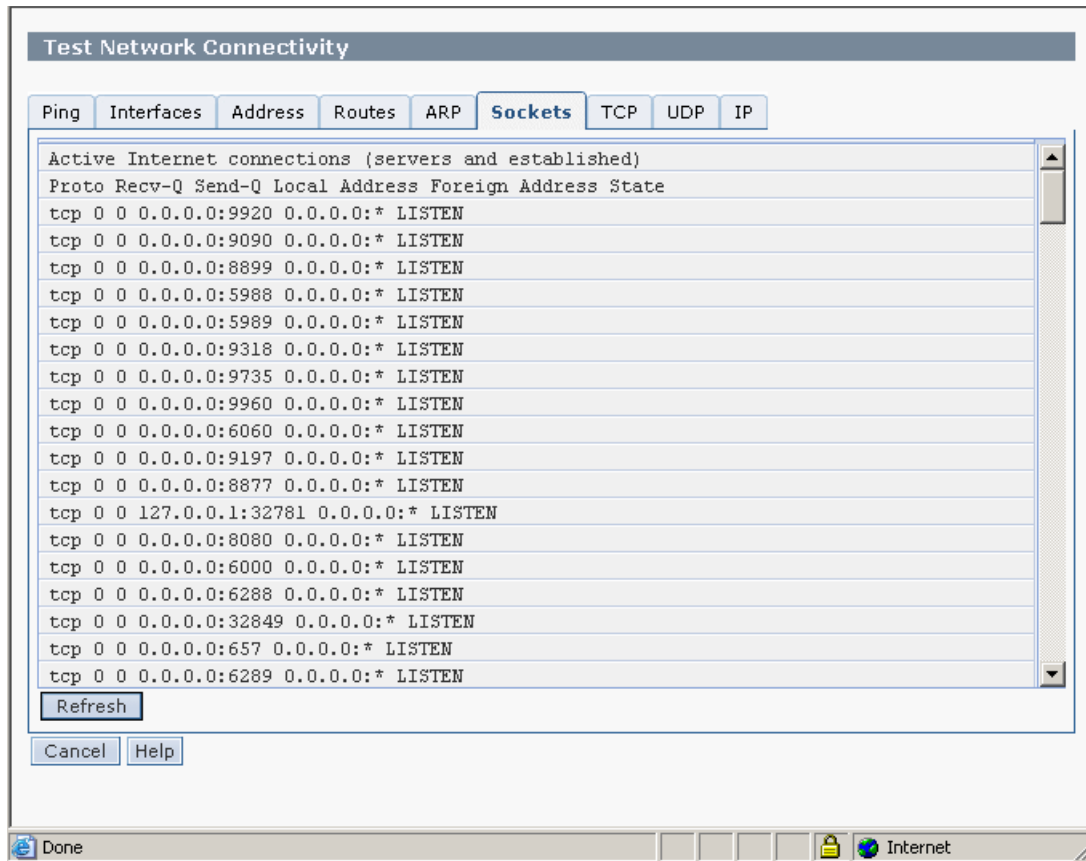 Test Network Connectivity
Ping Interfaces Address Routes ARP Sockets TCP UDP IP
Active Internet connections (servers and established)
Proto Recv-Q Send-Q Local Address Foreign Address State
tcp 0 0 0.0.0.0:9920 0.0.0.0:* LISTEN
tcp 0 0 0.0.0.0:9090 0.0.0.0:* LISTEN
tcp 0 0 0.0.0.0:8899 0.0.0.0:* LISTEN
tcp 0 0 0.0.0.0:5988 0.0.0.0:* LISTEN
tcp 0 0 0.0.0.0:5989 0.0.0.0:* LISTEN
tcp 0 0 0.0.0.0:9318 0.0.0.0:* LISTEN
tcp 0 0 0.0.0.0:9735 0.0.0.0:* LISTEN
tcp 0 0 0.0.0.0:9960 0.0.0.0:* LISTEN
tcp 0 0 0.0.0.0:6060 0.0.0.0:* LISTEN
tcp 0 0 0.0.0.0:9197 0.0.0.0:* LISTEN
tcp 0 0 0.0.0.0:8877 0.0.0.0:* LISTEN
tcp 0 0 127.0.0.1:32781 0.0.0.0:* LISTEN
tcp 0 0 0.0.0.0:8080 0.0.0.0:* LISTEN
tcp 0 0 0.0.0.0:6000 0.0.0.0:* LISTEN
tcp 0 0 0.0.0.0:6288 0.0.0.0:* LISTEN
tcp 0 0 0.0.0.0:32849 0.0.0.0:* LISTEN
tcp 0 0 0.0.0.0:657 0.0.0.0:* LISTEN
tcp 0 0 0.0.0.0:6289 0.0.0.0:* LISTEN
Refresh
Cancel Help
Done Internet